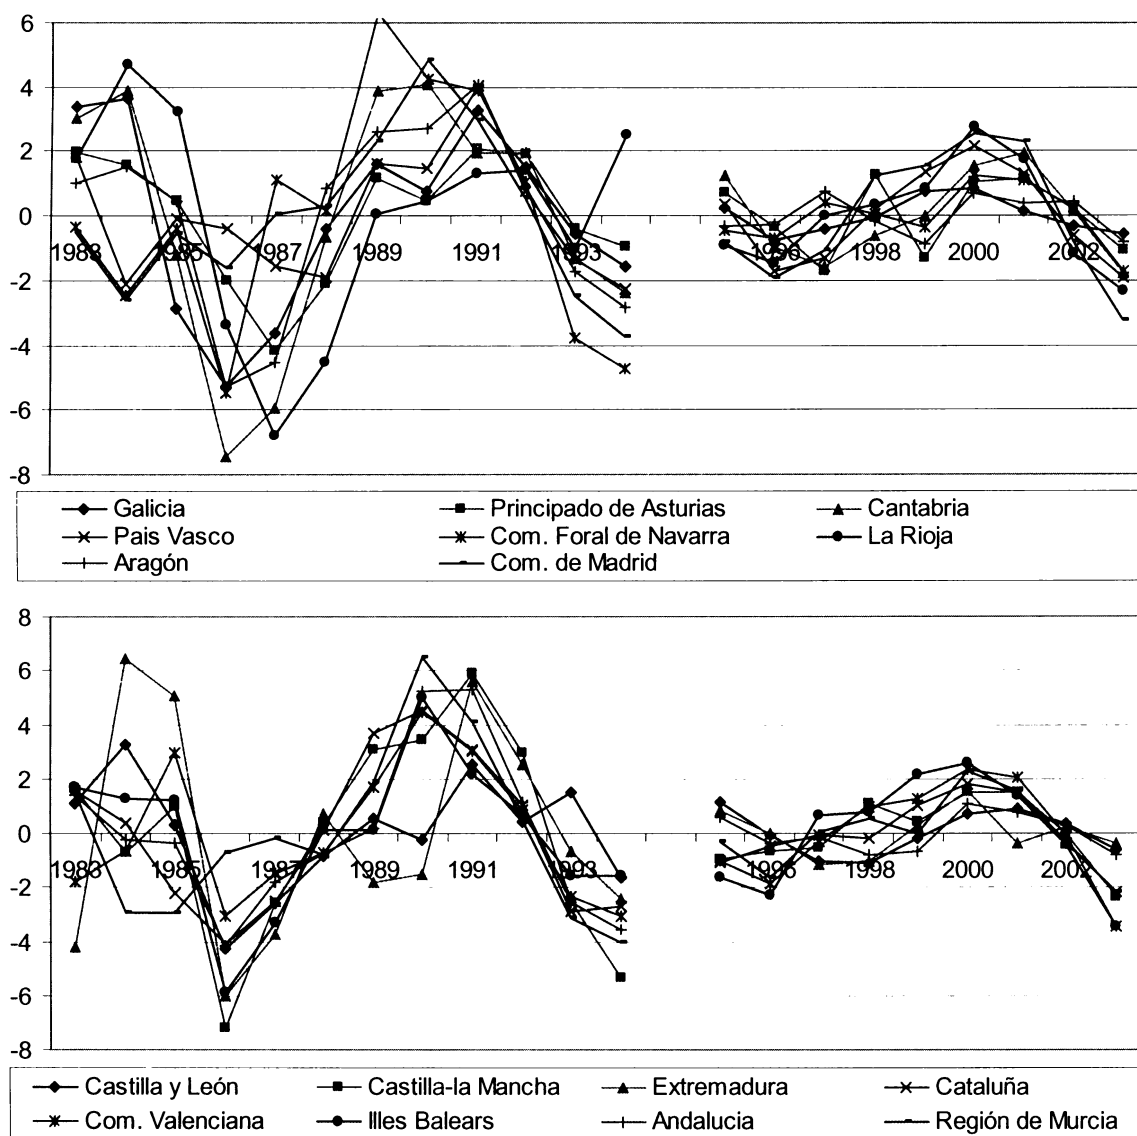 6
4
2
0
-2
-4
-6
-8
1983 1985 1987 1989 1991 1993 1996 1998 2000 2002
Galicia Principado de Asturias Cantabria
Pais Vasco Com. Foral de Navarra La Rioja
Aragón Com. de Madrid
8
6
4
2
0
-2
-4
-6
-8
1983 1985 1987 1989 1991 1993 1996 1998 2000 2002
Castilla y León Castilla-la Mancha Extremadura Cataluña
Com. Valenciana Illes Balears Andalucia Región de Murcia